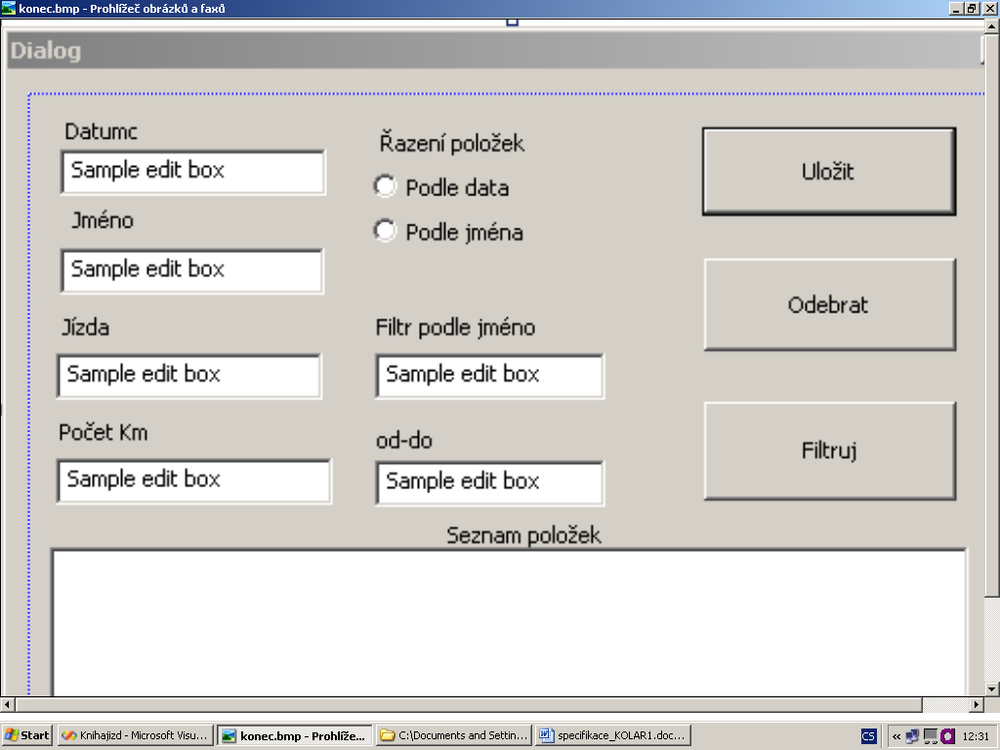 konec.bmp - Prohlížeč obrázků a faxů
Dialog
Datumc
Sample edit box
Jméno
Sample edit box
Jízda
Sample edit box
Počet Km
Sample edit box
Řazení položek
Podle data
Podle jména
Filtr podle jméno
Sample edit box
od-do
Sample edit box
Uložit
Odebrat
Filtruj
Seznam položek
Start
Knihajizd - Microsoft Visu...
konec.bmp - Prohlíže...
C:\Documents and Settin...
specifikace_KOLAR1.doc...
CS
«
12:31